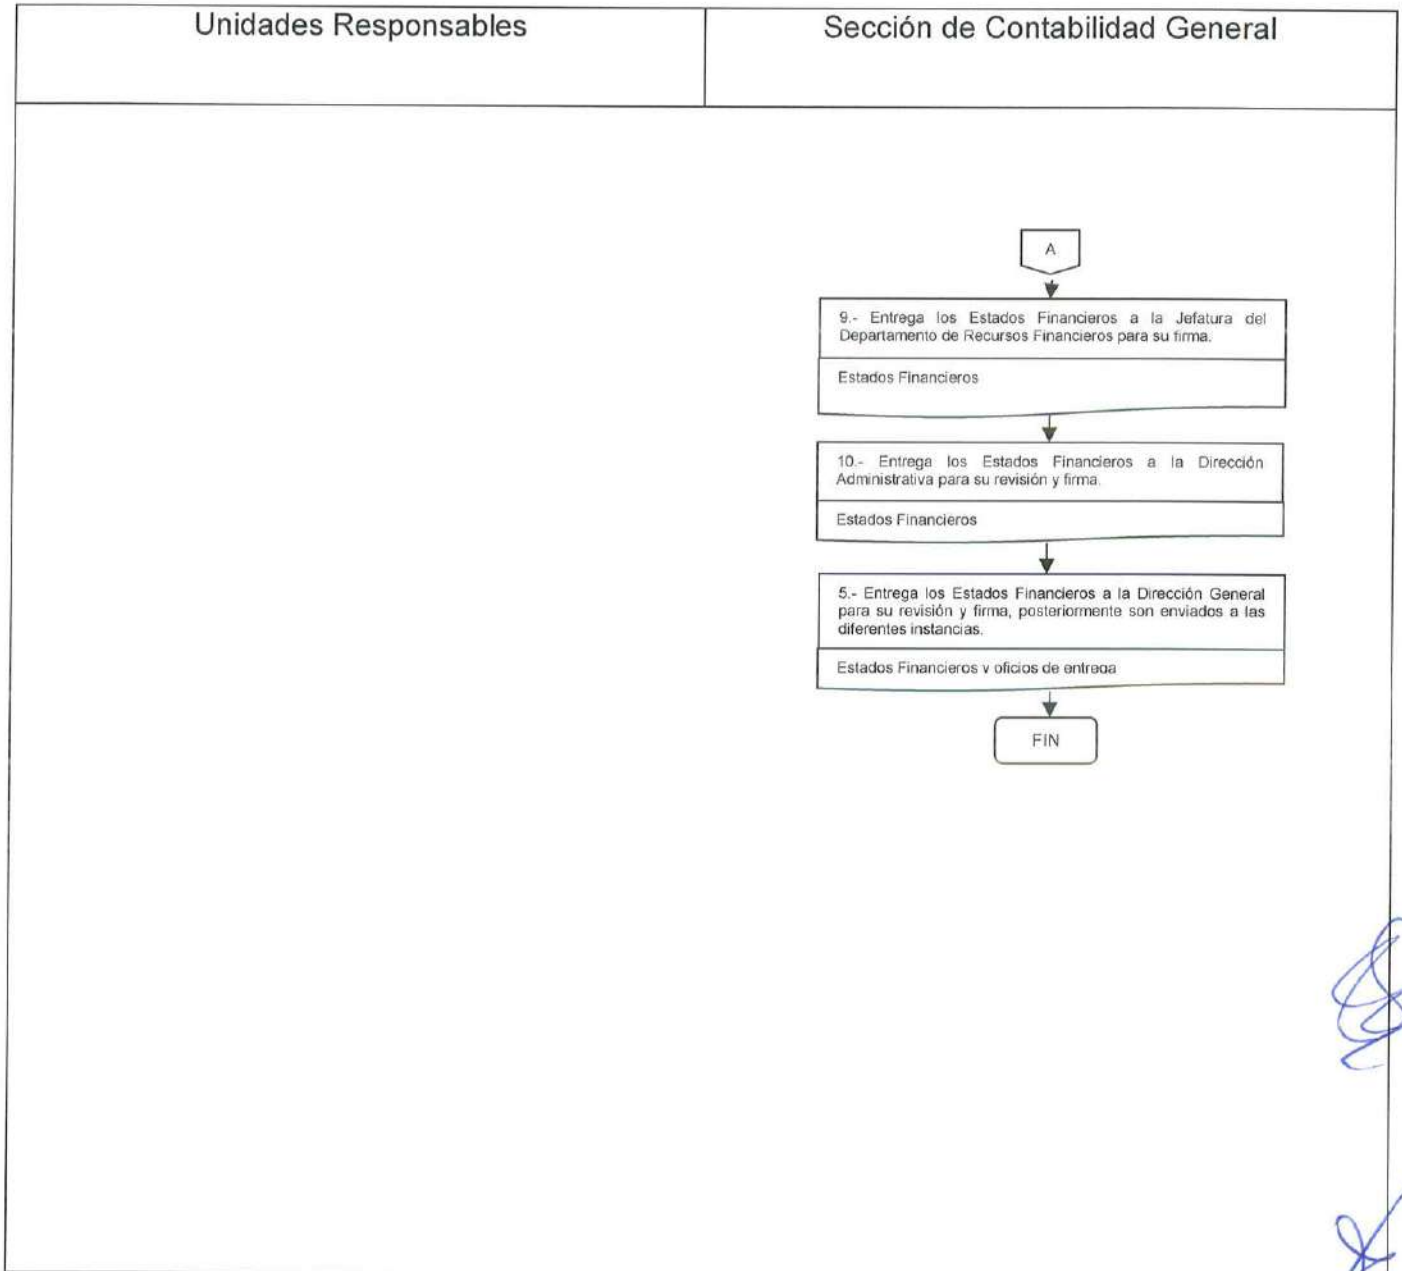 Unidades Responsables
Sección de Contabilidad General
A
9.- Entrega los Estados Financieros a la Jefatura del
Departamento de Recursos Financieros para su firma.
Estados Financieros
10.- Entrega los Estados Financieros a la Dirección
Administrativa para su revisión y firma.
Estados Financieros
5.- Entrega los Estados Financieros a la Dirección General
para su revisión y firma, posteriormente son enviados a las
diferentes instancias.
Estados Financieros y oficios de entrega
FIN